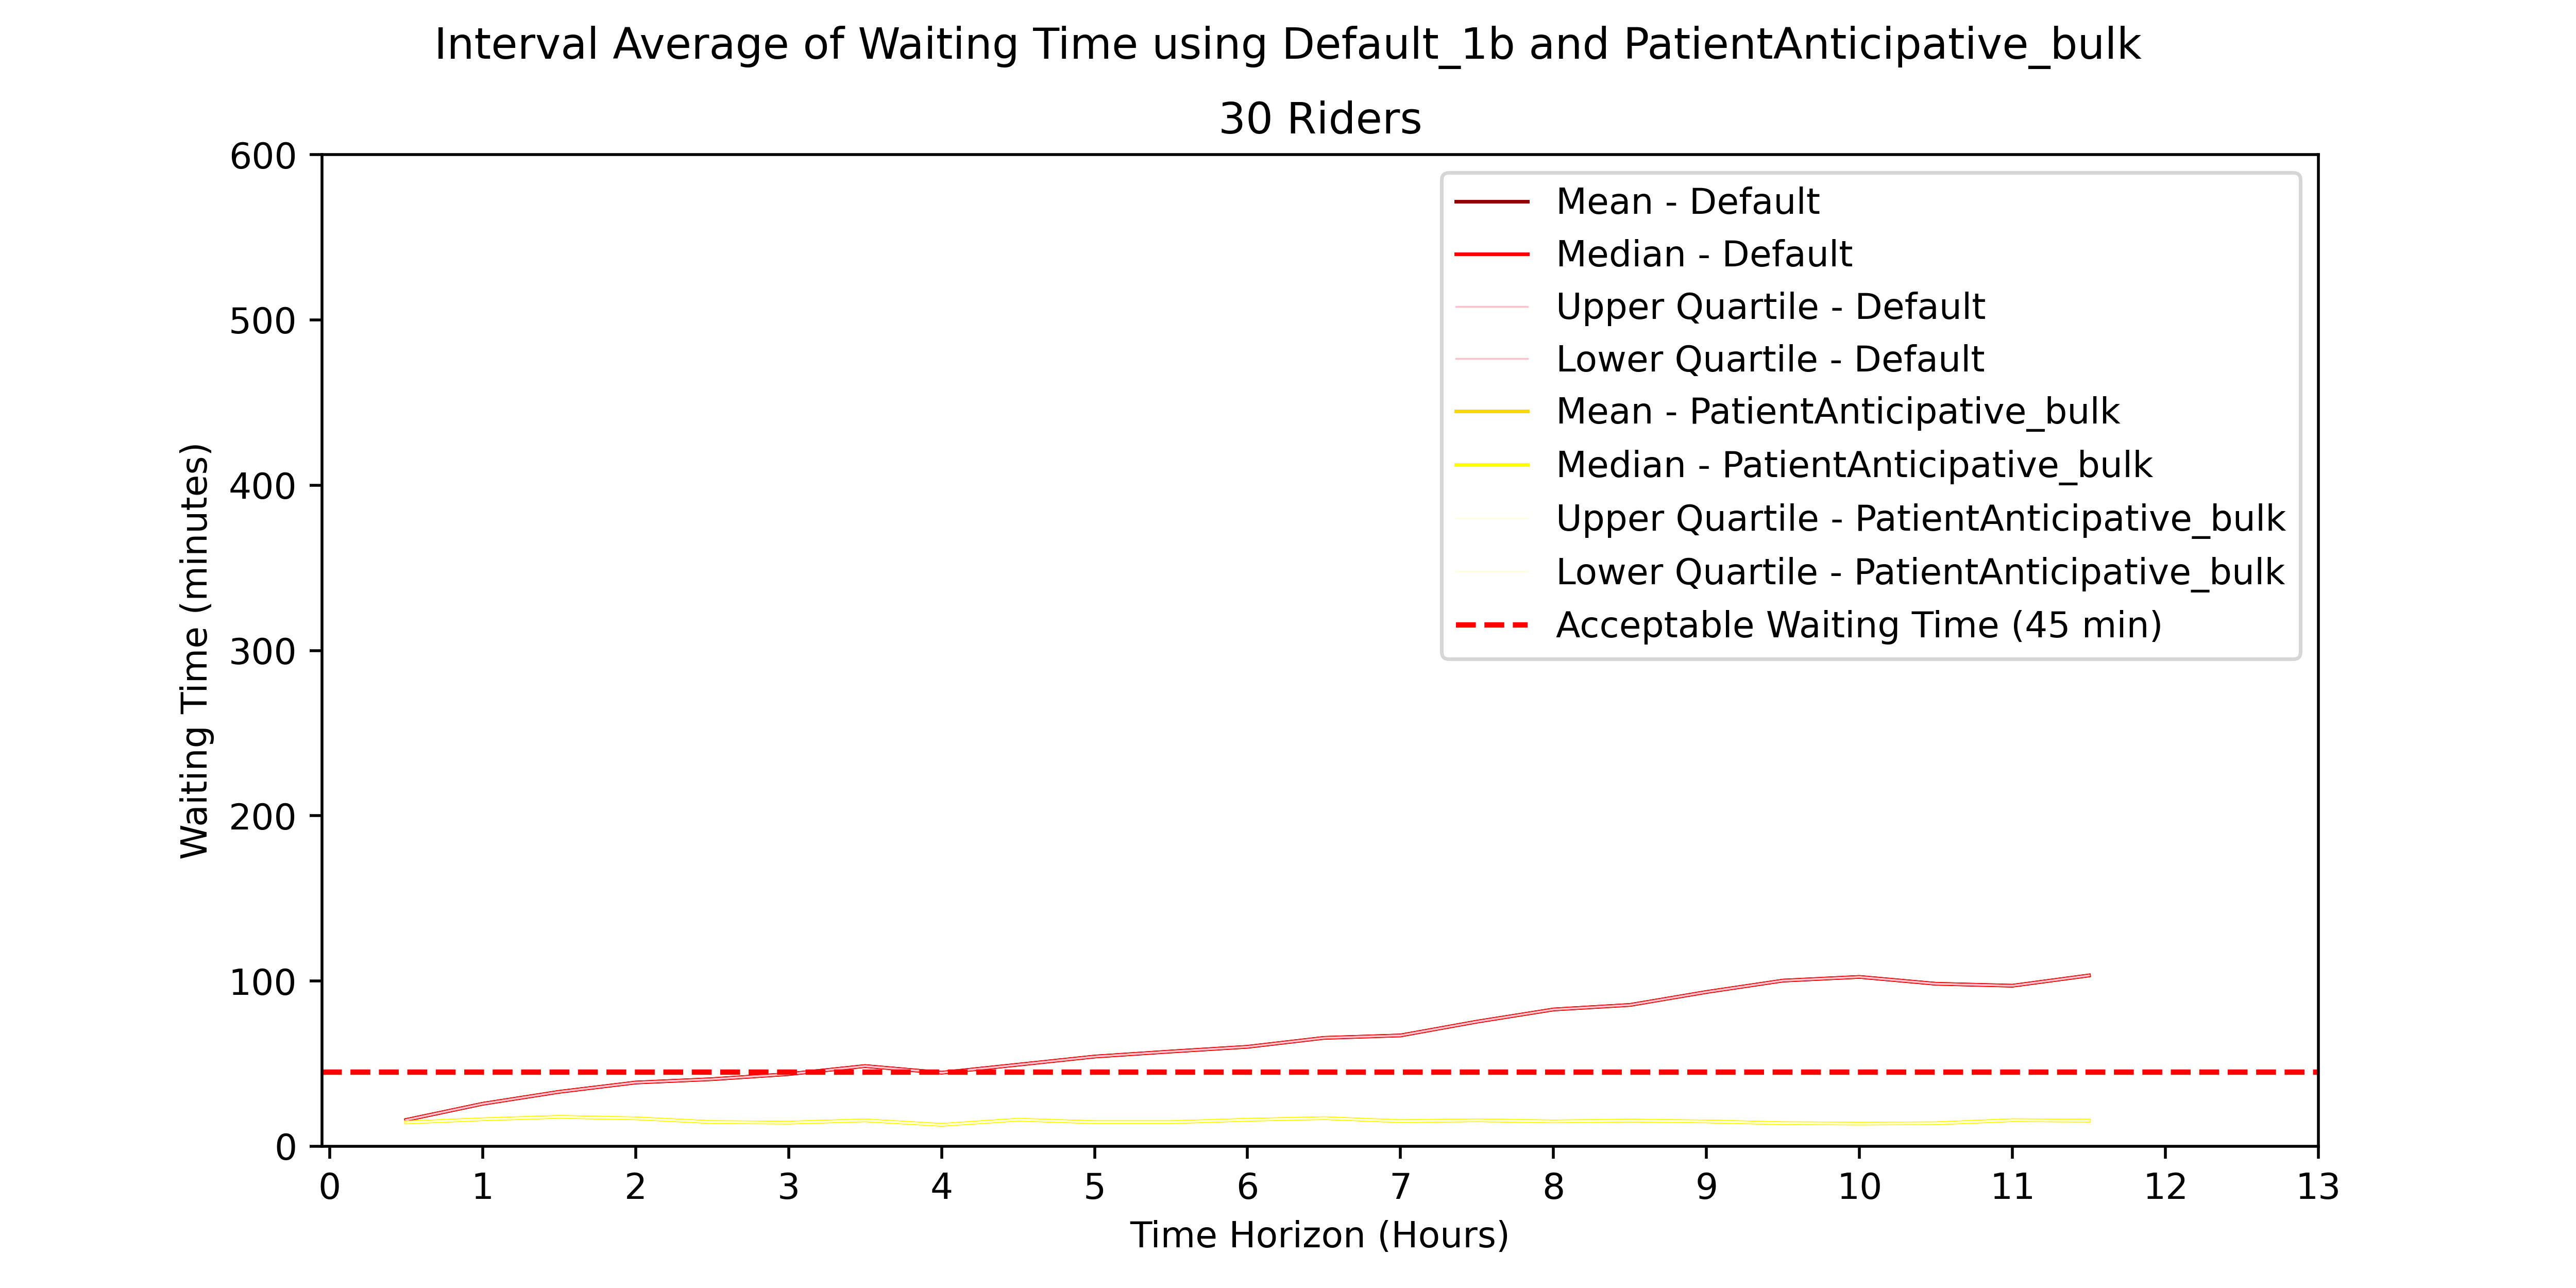 Interval Average of Waiting Time using Default_1b and PatientAnticipative_bulk
30 Riders
600
500
400
300
200
100
0
Waiting Time (minutes)
Mean - Default
Median - Default
Upper Quartile - Default
Lower Quartile - Default
Mean - PatientAnticipative_bulk
Median - PatientAnticipative_bulk
Upper Quartile - PatientAnticipative_bulk
Lower Quartile - PatientAnticipative_bulk
Acceptable Waiting Time (45 min)
0 1 2 3 4 5 6 7 8 9 10 11 12 13
Time Horizon (Hours)